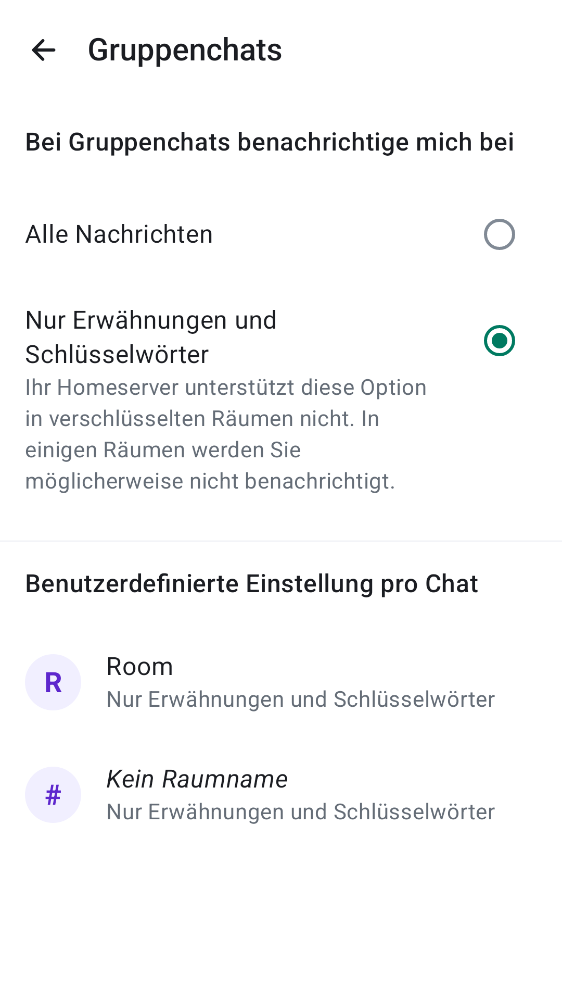 Gruppenchats
Bei Gruppenchats benachrichtige mich bei
Alle Nachrichten
Nur Erwähnungen und
Schlüsselwörter
Ihr Homeserver unterstützt diese Option
in verschlüsselten Räumen nicht. In
einigen Räumen werden Sie
möglicherweise nicht benachrichtigt.
Benutzerdefinierte Einstellung pro Chat
R
Room
Nur Erwähnungen und Schlüsselwörter
#
Kein Raumname
Nur Erwähnungen und Schlüsselwörter